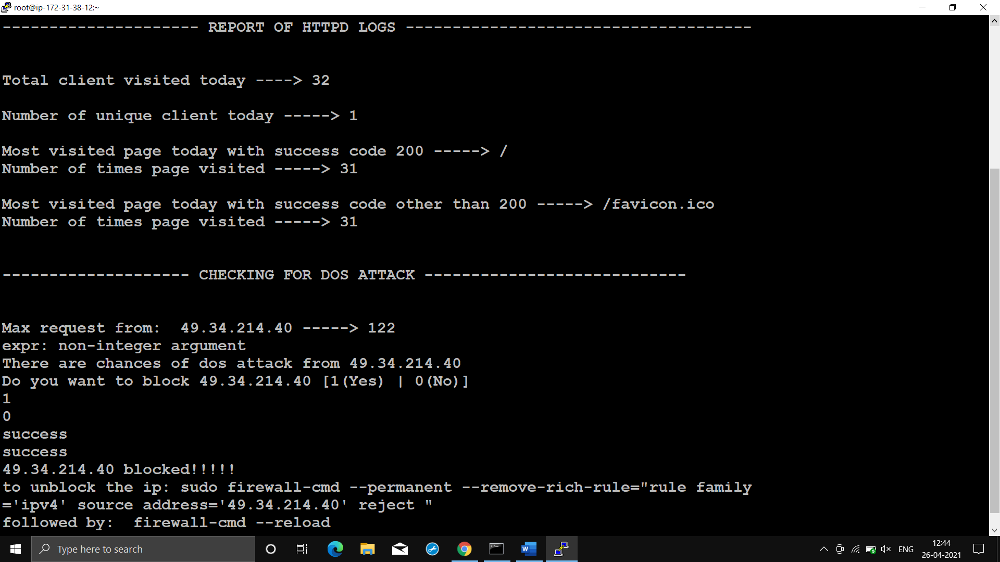 root@ip-172-31-38-12:~
--------------------- REPORT OF HTTPD LOGS -------------------------------------
Total client visited today ----> 32
Number of unique client today -----> 1
Most visited page today with success code 200 -----> /
Number of times page visited -----> 31
Most visited page today with success code other than 200 -----> /favicon.ico
Number of times page visited -----> 31
-------------------- CHECKING FOR DOS ATTACK ----------------------------
Max request from:  49.34.214.40 -----> 122
expr: non-integer argument
There are chances of dos attack from 49.34.214.40
Do you want to block 49.34.214.40 [1(Yes) | 0(No)]
1
0
success
success
49.34.214.40 blocked!!!!!
to unblock the ip: sudo firewall-cmd --permanent --remove-rich-rule="rule family
='ipv4' source address='49.34.214.40' reject "
followed by:  firewall-cmd --reload
Type here to search
ENG
12:44
26-04-2021